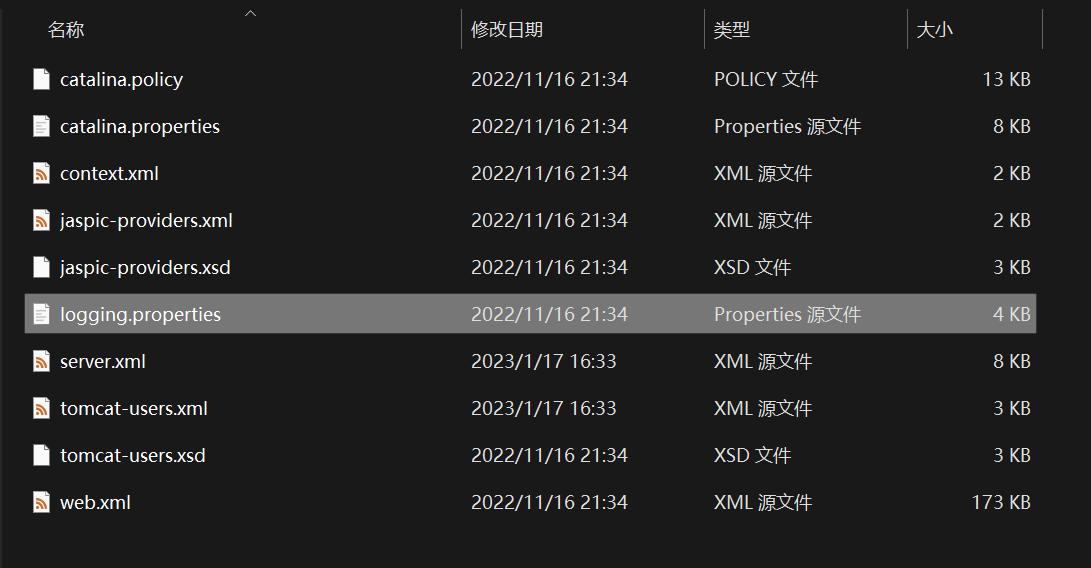 名称 修改日期 类型 大小
catalina.policy 2022/11/16 21:34 POLICY 文件 13 KB
catalina.properties 2022/11/16 21:34 Properties 源文件 8 KB
context.xml 2022/11/16 21:34 XML 源文件 2 KB
jaspic-providers.xml 2022/11/16 21:34 XML 源文件 2 KB
jaspic-providers.xsd 2022/11/16 21:34 XSD 文件 3 KB
logging.properties 2022/11/16 21:34 Properties 源文件 4 KB
server.xml 2023/1/17 16:33 XML 源文件 8 KB
tomcat-users.xml 2023/1/17 16:33 XML 源文件 3 KB
tomcat-users.xsd 2022/11/16 21:34 XSD 文件 3 KB
web.xml 2022/11/16 21:34 XML 源文件 173 KB